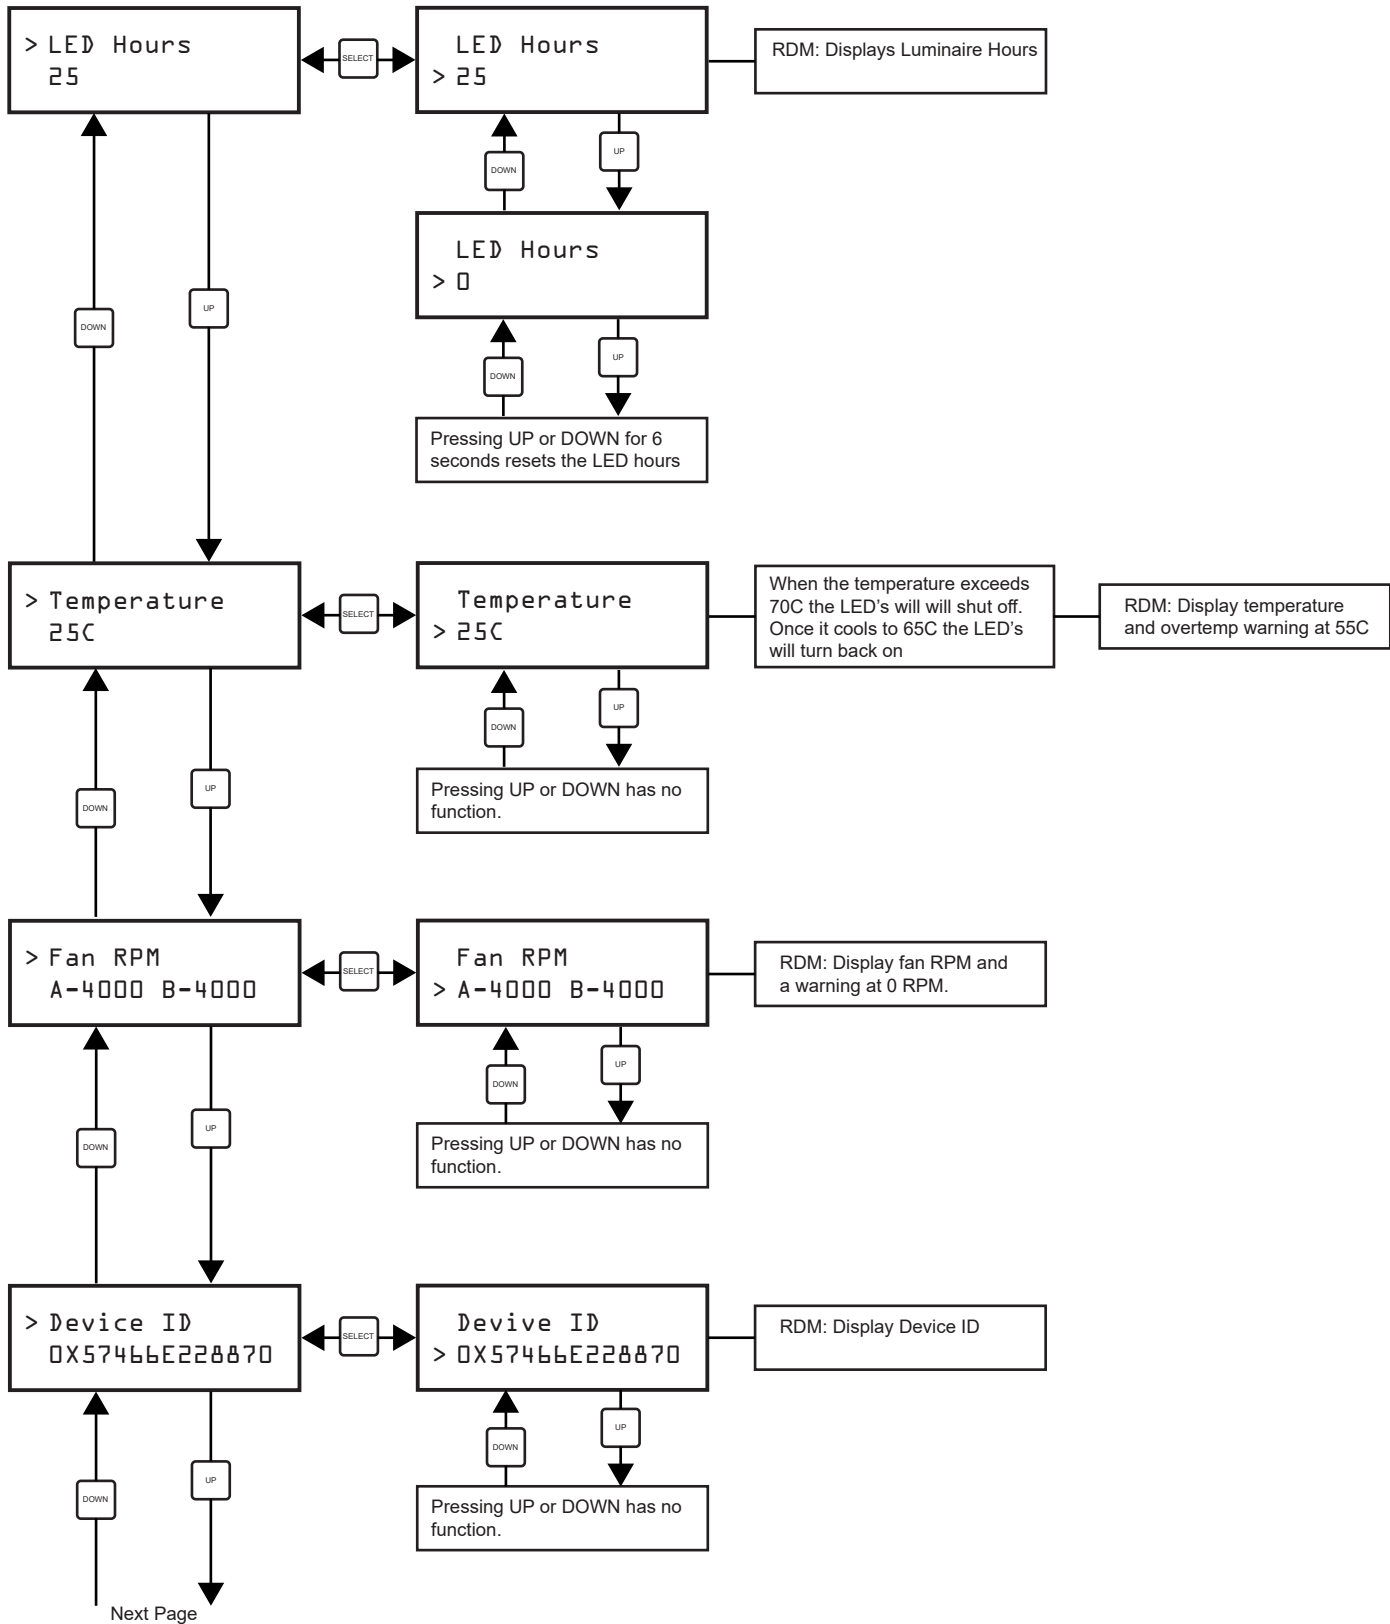 > LED Hours
25
SELECT
LED Hours
> 25
RDM: Displays Luminaire Hours
DOWN
UP
LED Hours
> 0
DOWN
UP
DOWN
UP
Pressing UP or DOWN for 6
seconds resets the LED hours
> Temperature
25C
SELECT
Temperature
> 25C
When the temperature exceeds
70C the LED's will will shut off.
Once it cools to 65C the LED's
will turn back on
RDM: Display temperature
and overtemp warning at 55C
DOWN
UP
DOWN
UP
Pressing UP or DOWN has no
function.
> Fan RPM
A-4000 B-4000
SELECT
Fan RPM
> A-4000 B-4000
RDM: Display fan RPM and
a warning at 0 RPM.
DOWN
UP
DOWN
UP
Pressing UP or DOWN has no
function.
> Device ID
0X57466E228870
SELECT
Devive ID
> 0X57466E228870
RDM: Display Device ID
DOWN
UP
DOWN
UP
Pressing UP or DOWN has no
function.
Next Page